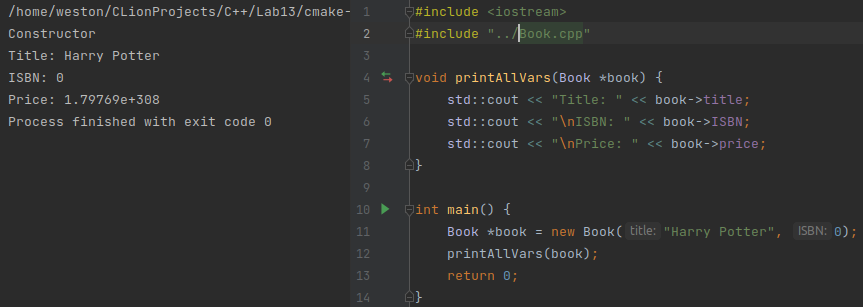 /home/weston/CLionProjects/C++/Lab13/cmake-
Constructor
Title: Harry Potter
ISBN: 0
Price: 1.79769e+308
Process finished with exit code 0
1 #include <iostream>
2 #include "../Book.cpp"
3
4 void printAllVars(Book *book) {
5     std::cout << "Title: " << book->title;
6     std::cout << "\nISBN: " << book->ISBN;
7     std::cout << "\nPrice: " << book->price;
8 }
9
10 int main() {
11     Book *book = new Book( title: "Harry Potter", ISBN: 0);
12     printAllVars(book);
13     return 0;
14 }